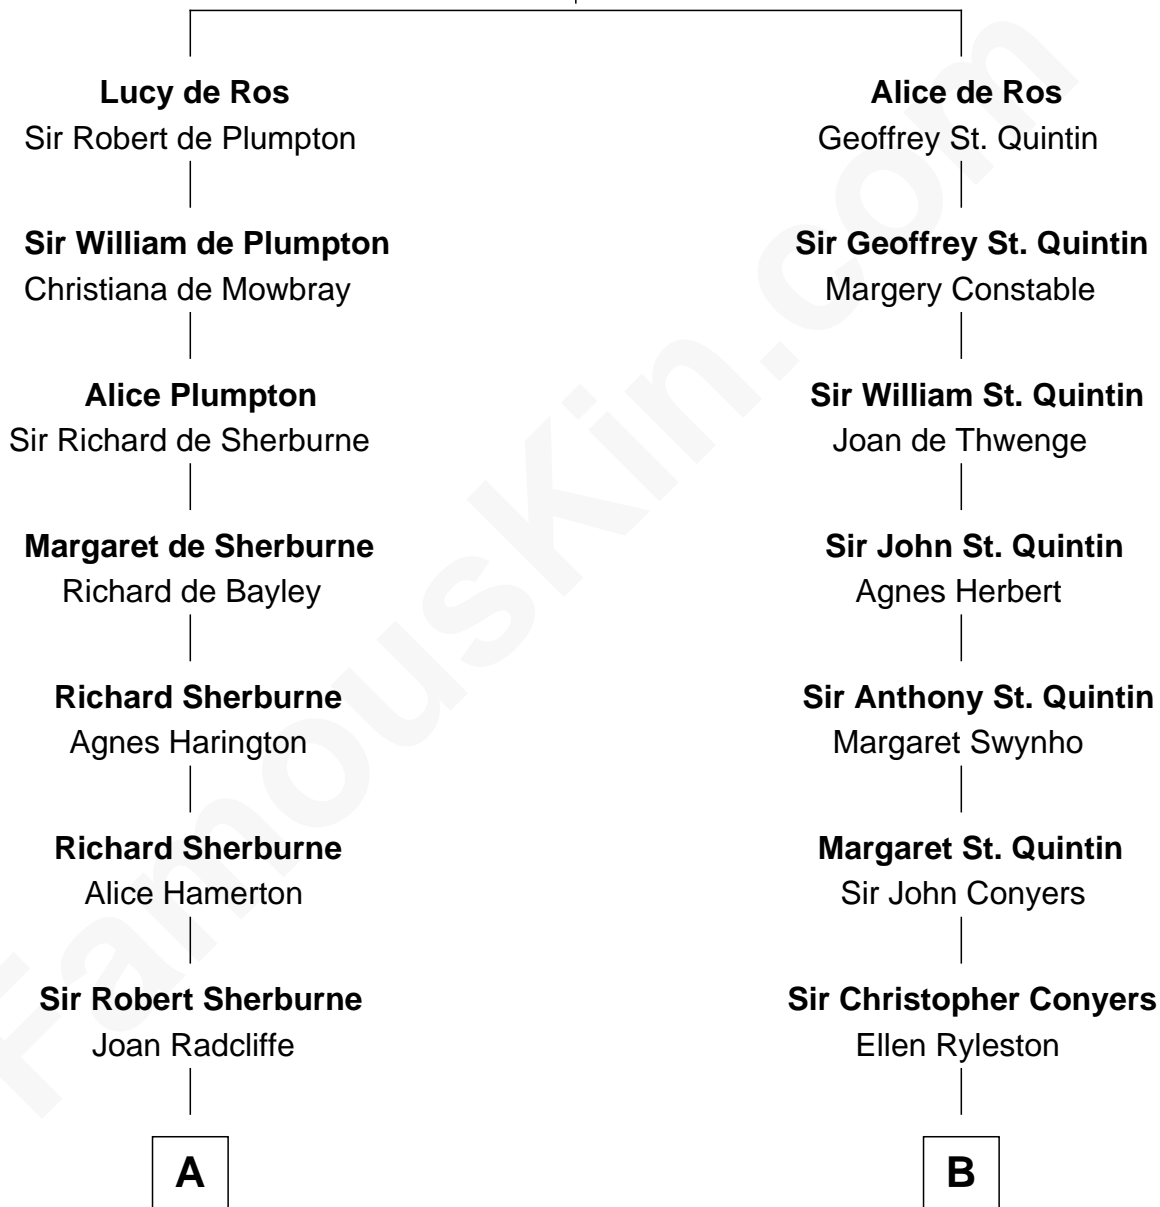 Lucy de Ros
Sir Robert de Plumpton
Alice de Ros
Geoffrey St. Quintin
Sir William de Plumpton
Christiana de Mowbray
Sir Geoffrey St. Quintin
Margery Constable
Alice Plumpton
Sir Richard de Sherburne
Sir William St. Quintin
Joan de Thwenge
Margaret de Sherburne
Richard de Bayley
Sir John St. Quintin
Agnes Herbert
Richard Sherburne
Agnes Harington
Sir Anthony St. Quintin
Margaret Swynho
Richard Sherburne
Alice Hamerton
Margaret St. Quintin
Sir John Conyers
Sir Robert Sherburne
Joan Radcliffe
Sir Christopher Conyers
Ellen Ryleston
A
B
FamousKin.com